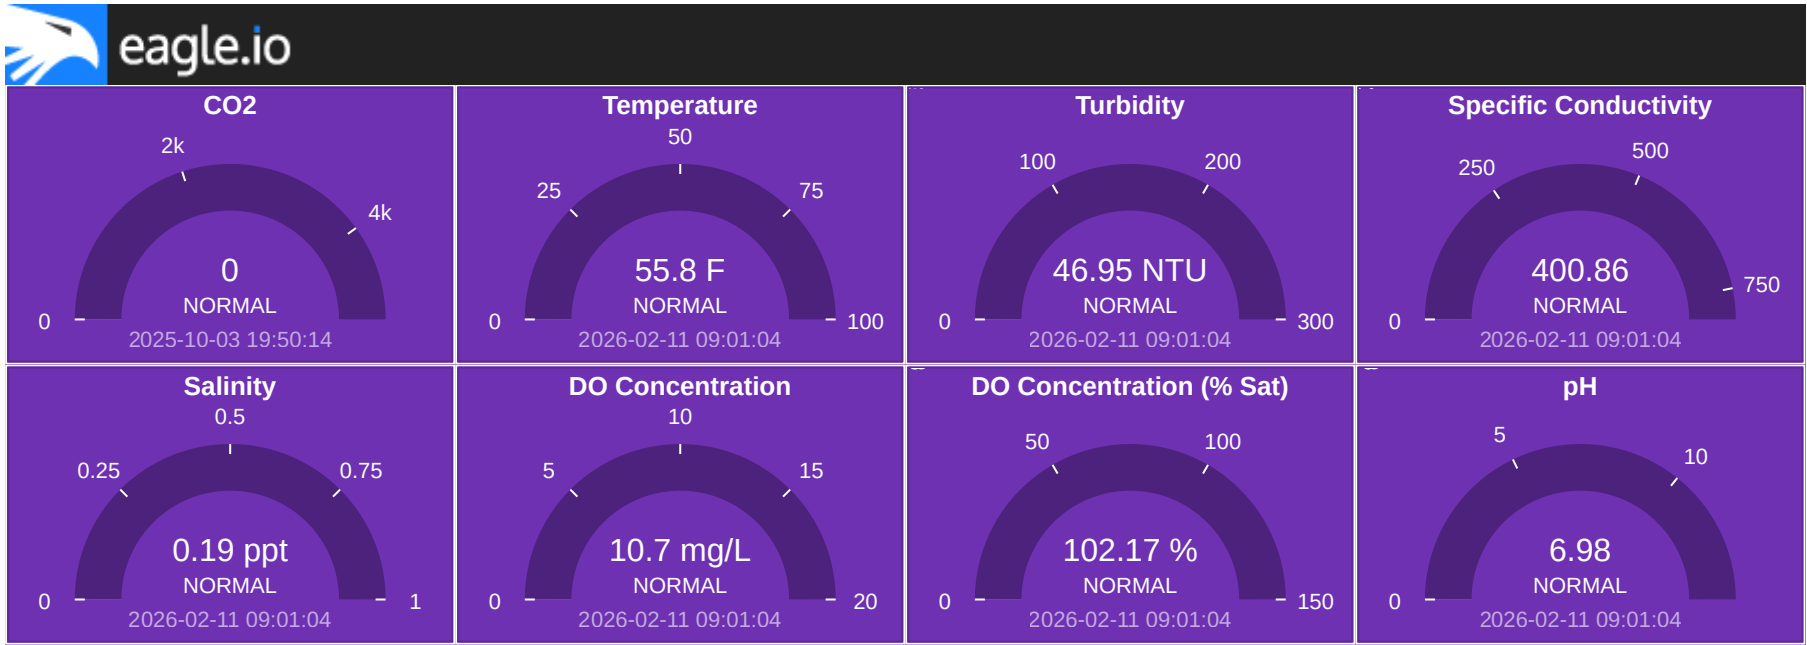 eagle.io
CO2
2k
4k
0
0
NORMAL
2025-10-03 19:50:14
Temperature
50
25
75
55.8 F
NORMAL
0
100
2026-02-11 09:01:04
Turbidity
100
200
46.95 NTU
NORMAL
0
300
2026-02-11 09:01:04
Specific Conductivity
500
250
750
400.86
NORMAL
0
2026-02-11 09:01:04
Salinity
0.5
0.25
0.75
0.19 ppt
NORMAL
0
1
2026-02-11 09:01:04
DO Concentration
10
5
15
10.7 mg/L
NORMAL
0
20
2026-02-11 09:01:04
DO Concentration (% Sat)
50
100
102.17 %
NORMAL
0
150
2026-02-11 09:01:04
pH
5
10
6.98
NORMAL
0
2026-02-11 09:01:04